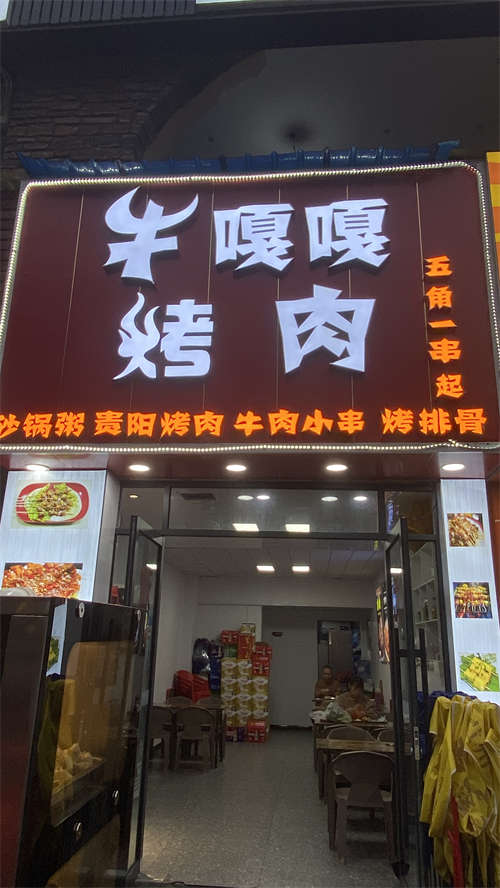 牛嘎嘎
烤肉
五角一串起
砂锅粥 贵阳烤肉 牛肉小串 烤排骨